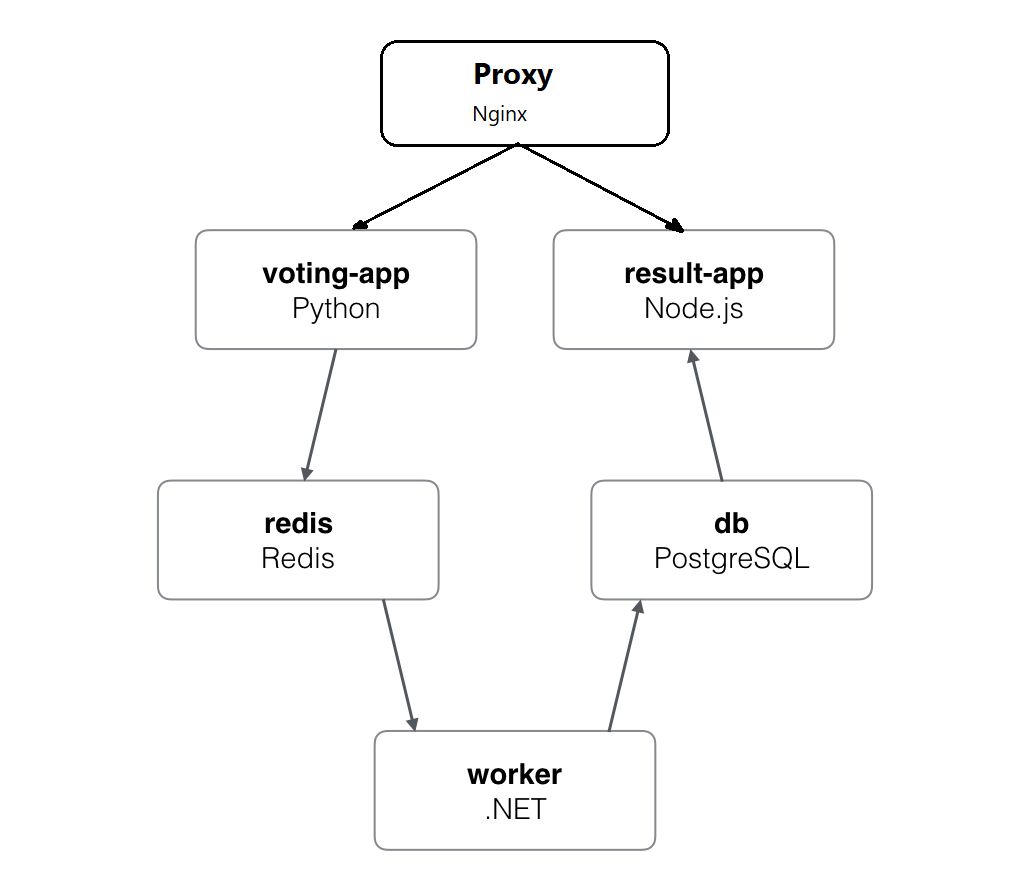 Proxy
Nginx
voting-app
Python
result-app
Node.js
redis
Redis
db
PostgreSQL
worker
.NET